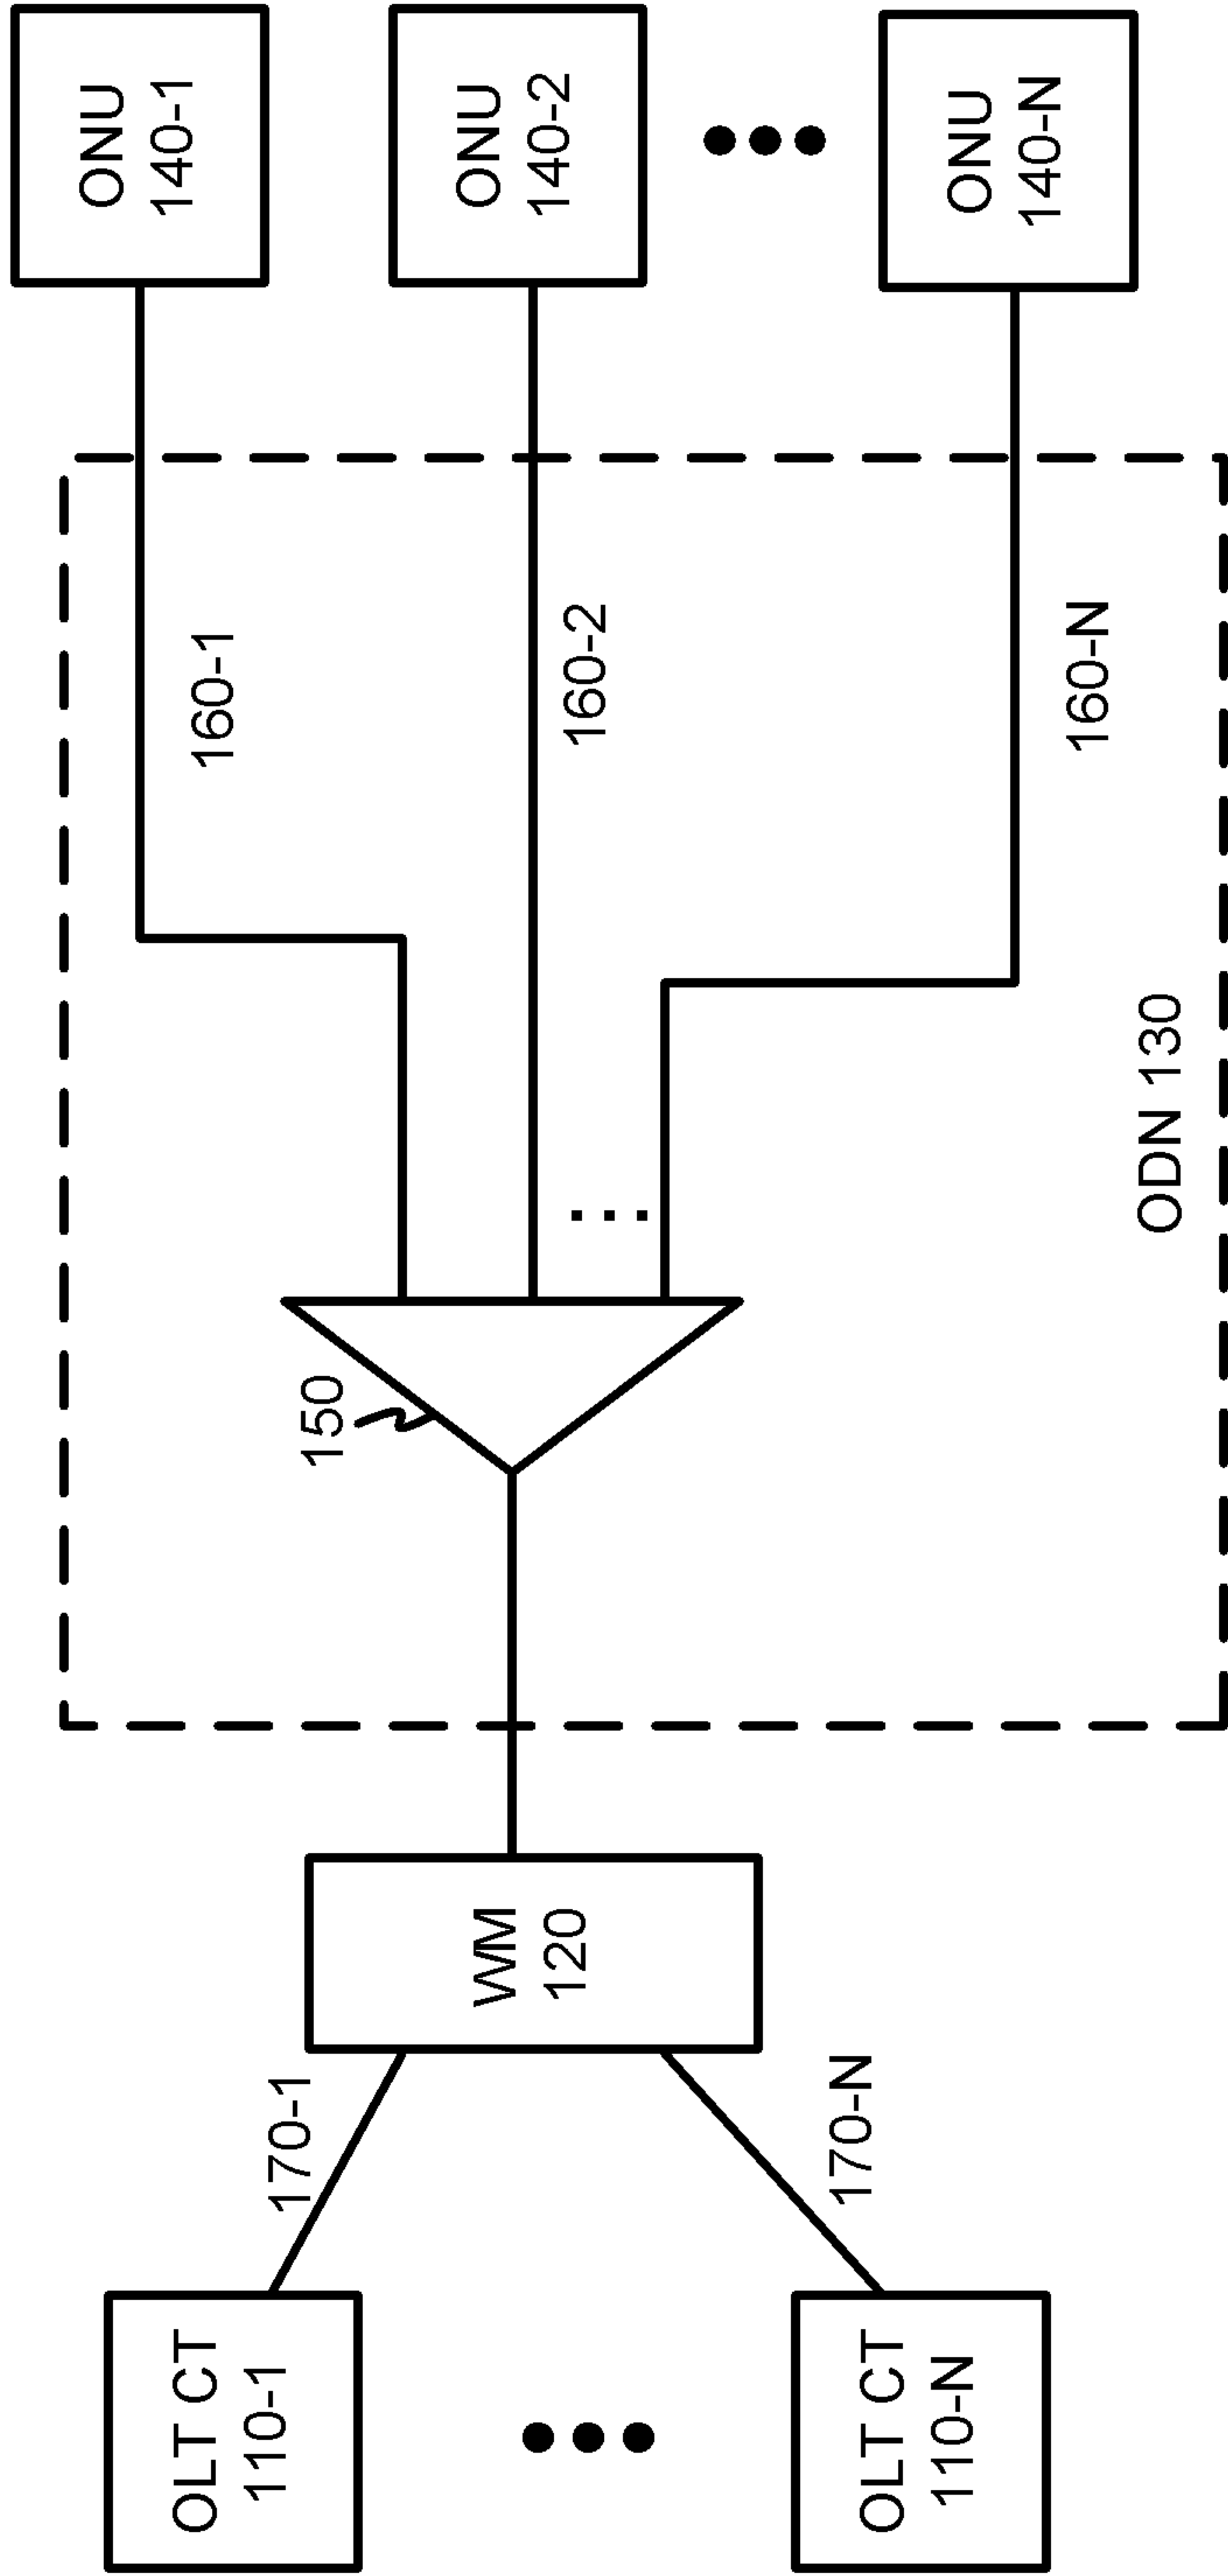 OLT CT
110-1
OLT CT
110-N
170-1
170-N
WM
120
150
160-1
160-2
160-N
ODN 130
ONU
140-1
ONU
140-2
ONU
140-N